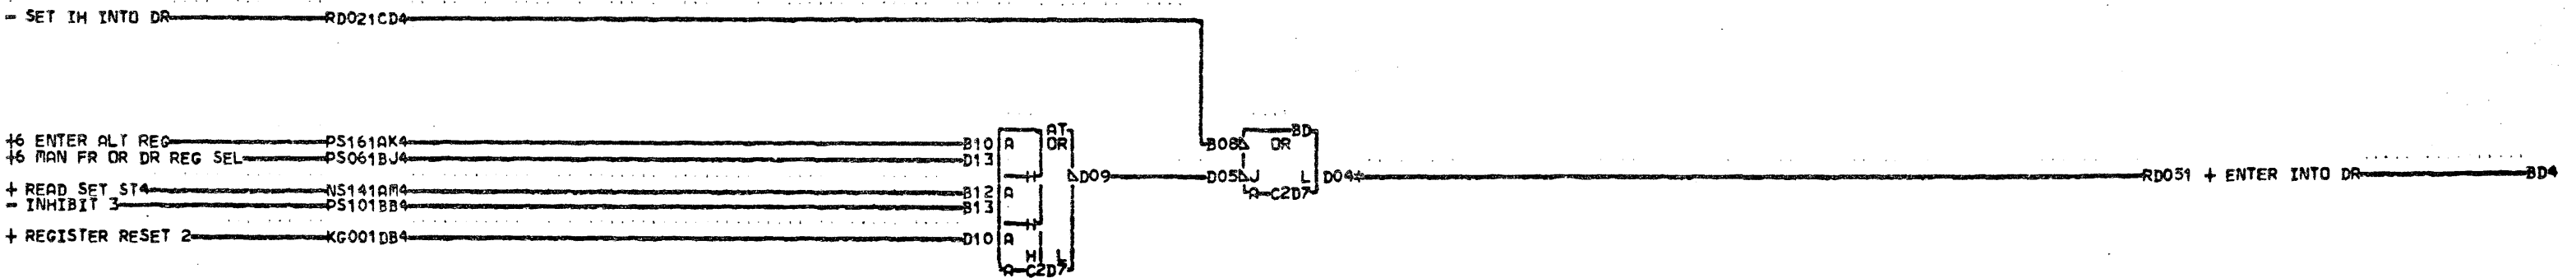 - SET IH INTO DR RD021CD4
+6 ENTER ALT REG PS161AK4 B10 A AT OR B08 OR BD
+6 MAN FR OR DR REG SEL PS061BJ4 D13
H D09 D05 J L D04 RD051 + ENTER INTO DR BD4
+ READ SET ST4 NS141AM4 B12 A A-C2D7
- INHIBIT 3 PS101BB4 B13
H
+ REGISTER RESET 2 KG001DB4 D10 A
H L
A-C2D7